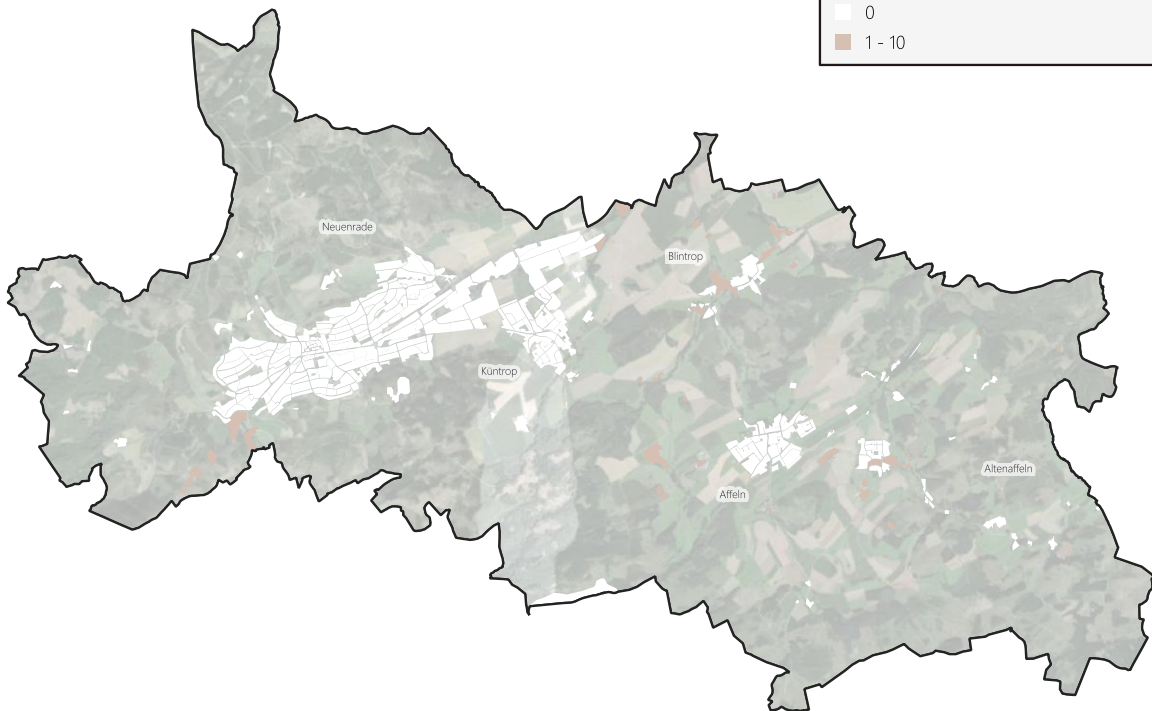 0
1 - 10
Neuenrade
Blintrop
Küntrop
Altenaffeln
Affeln